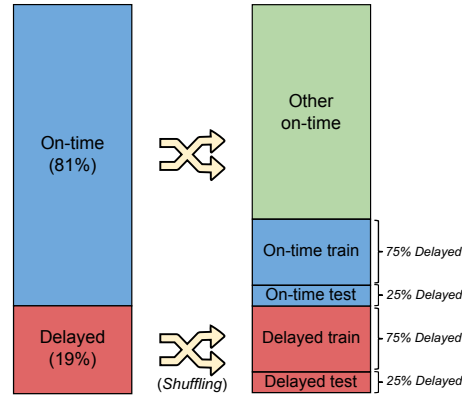 On-time
(81%)
Delayed
(19%)
(Shuffling)
Other
on-time
On-time train
75% Delayed
On-time test
25% Delayed
Delayed train
75% Delayed
Delayed test
25% Delayed